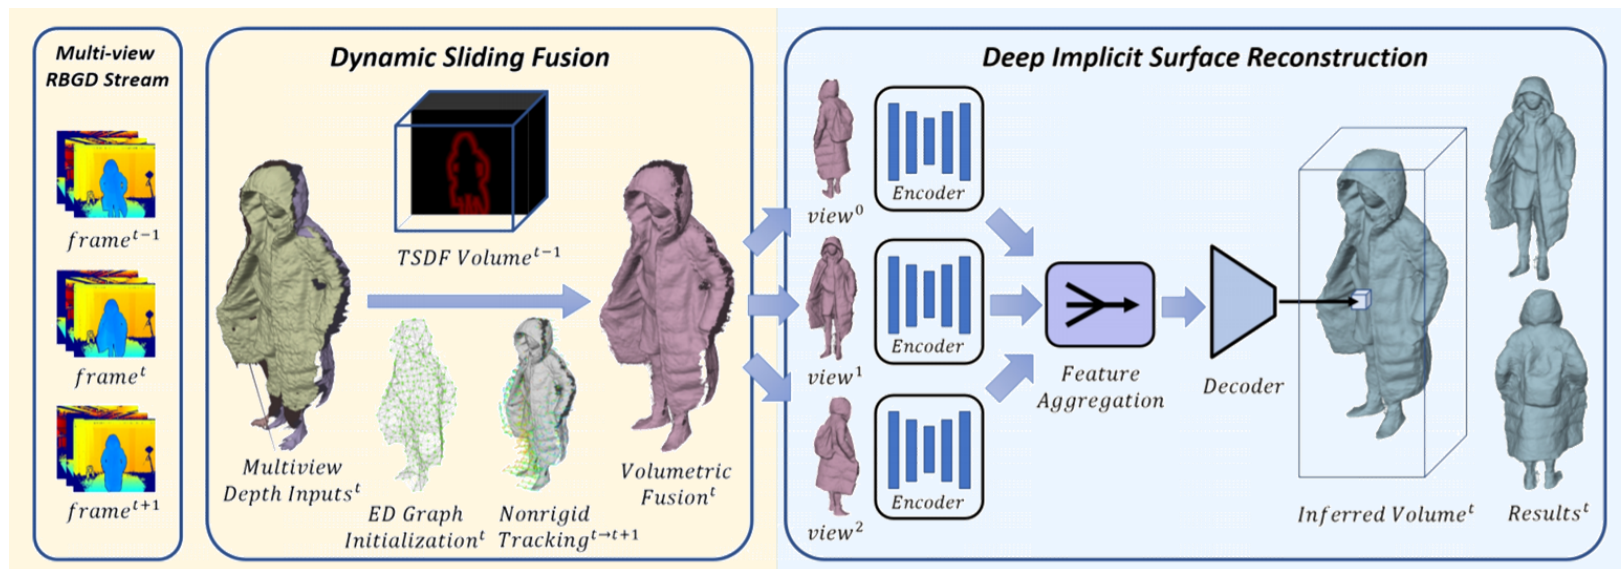 Multi-view
RBGD Stream
frame^{t-1}
frame^{t}
frame^{t+1}
Dynamic Sliding Fusion
TSDF Volume^{t-1}
Multiview
Depth Inputs^{t}
ED Graph
Initialization^{t}
Nonrigid
Tracking^{t→t+1}
Volumetric
Fusion^{t}
Deep Implicit Surface Reconstruction
view^{0}
Encoder
view^{1}
Encoder
view^{2}
Encoder
Feature
Aggregation
Decoder
Inferred Volume^{t}
Results^{t}